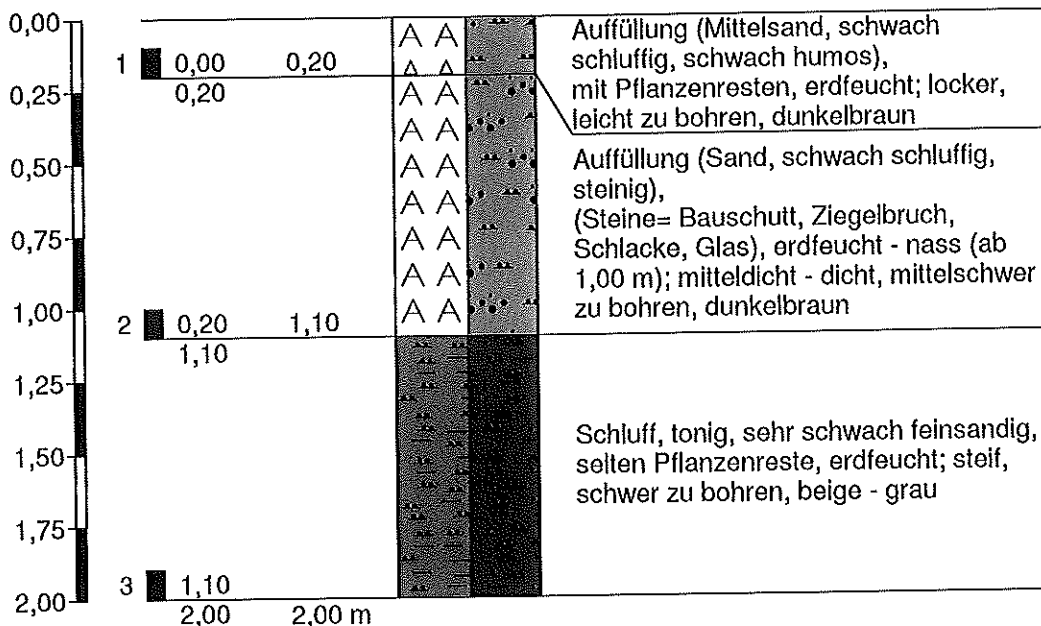 0,00
0,25
0,50
0,75
1,00
1,25
1,50
1,75
2,00
1 0,00 0,20
0,20
2 0,20 1,10
1,10
3 1,10
2,00 2,00 m
A A
A A
A A
A A
A A
A A
A A
A A
A A
Auffüllung (Mittelsand, schwach
schluffig, schwach humos),
mit Pflanzenresten, erdfeucht; locker,
leicht zu bohren, dunkelbraun
Auffüllung (Sand, schwach schluffig,
steinig),
(Steine= Bauschutt, Ziegelbruch,
Schlacke, Glas), erdfeucht - nass (ab
1,00 m); mitteldicht - dicht, mittelschwer
zu bohren, dunkelbraun
Schluff, tonig, sehr schwach feinsandig,
selten Pflanzenreste, erdfeucht; steif,
schwer zu bohren, beige - grau